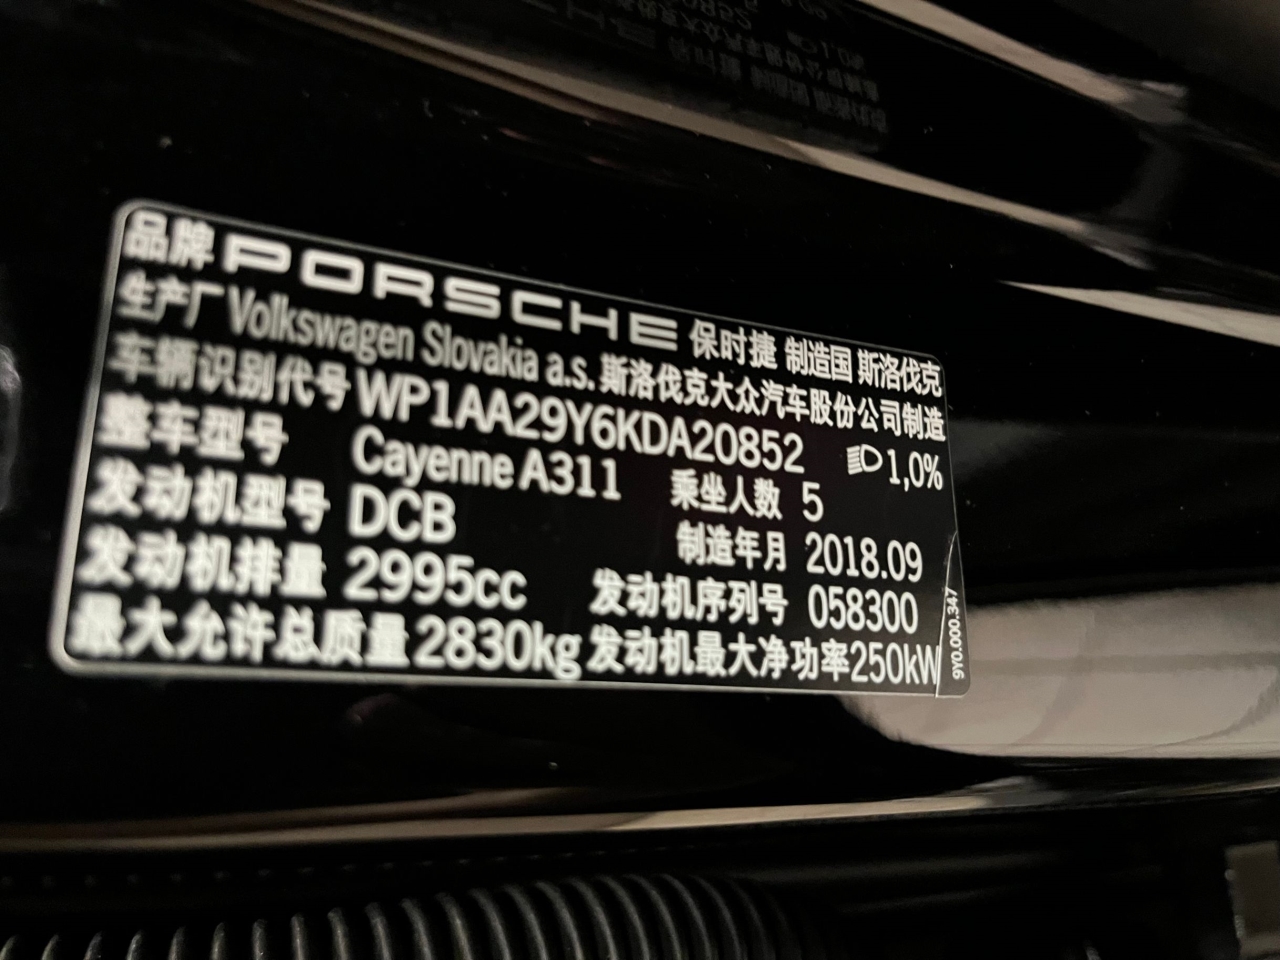 品牌 PORSCHE 保时捷 制造国 斯洛伐克
生产厂 Volkswagen Slovakia a.s. 斯洛伐克大众汽车股份公司制造
车辆识别代号 WP1AA29Y6KDA20852 1,0%
整车型号 Cayenne A311 乘坐人数 5
发动机型号 DCB 制造年月 2018.09
发动机排量 2995cc 发动机序列号 058300
最大允许总质量 2830kg 发动机最大净功率 250kW
9Y0.000.347